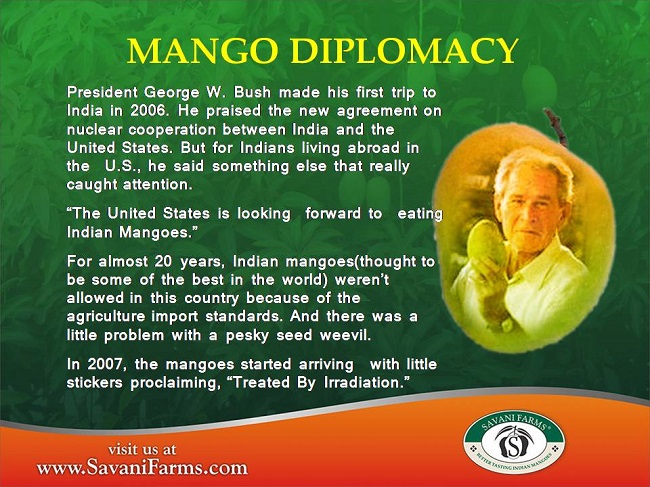 MANGO DIPLOMACY
President George W. Bush made his first trip to
India in 2006. He praised the new agreement on
nuclear cooperation between India and the
United States. But for Indians living abroad in
the U.S., he said something else that really
caught attention.
“The United States is looking forward to eating
Indian Mangoes.”
For almost 20 years, Indian mangoes(thought to
be some of the best in the world) weren’t
allowed in this country because of the
agriculture import standards. And there was a
little problem with a pesky seed weevil.
In 2007, the mangoes started arriving with little
stickers proclaiming, “Treated By Irradiation.”
SAVANI FARMS®
BETTER TASTING INDIAN MANGOES
visit us at
www.SavaniFarms.com